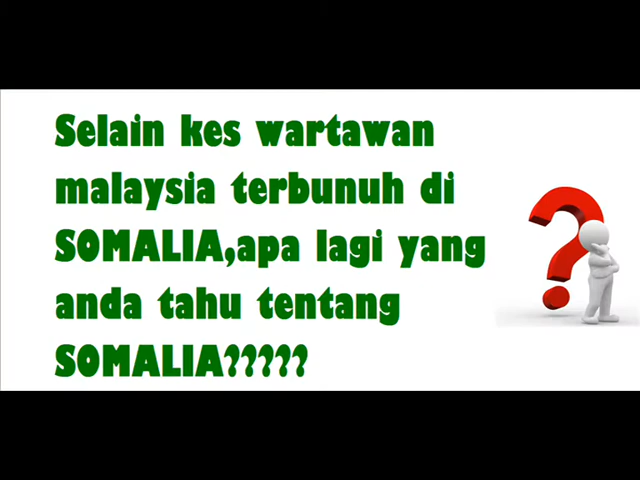 Selain kes wartawan
malaysia terbunuh di
SOMALIA,apa lagi yang
anda tahu tentang
SOMALIA?????